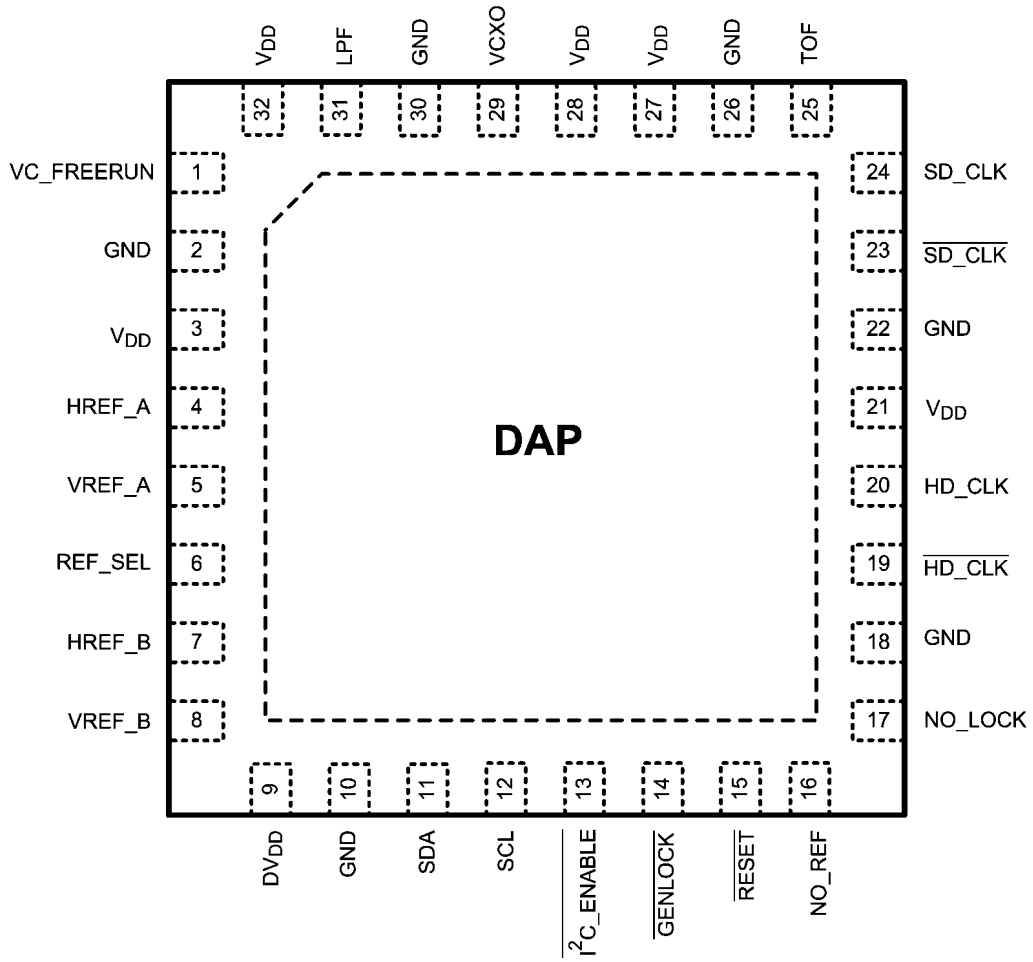 VDD
LPF
GND
VCXO
VDD
VDD
GND
TOF
32
31
30
29
28
27
26
25
VC_FREERUN 1
GND 2
VDD 3
HREF_A 4
VREF_A 5
REF_SEL 6
HREF_B 7
VREF_B 8
DAP
24 SD_CLK
23 SD_CLK
22 GND
21 VDD
20 HD_CLK
19 HD_CLK
18 GND
17 NO_LOCK
9
10
11
12
13
14
15
16
DVDD
GND
SDA
SCL
I²C_ENABLE
GENLOCK
RESET
NO_REF